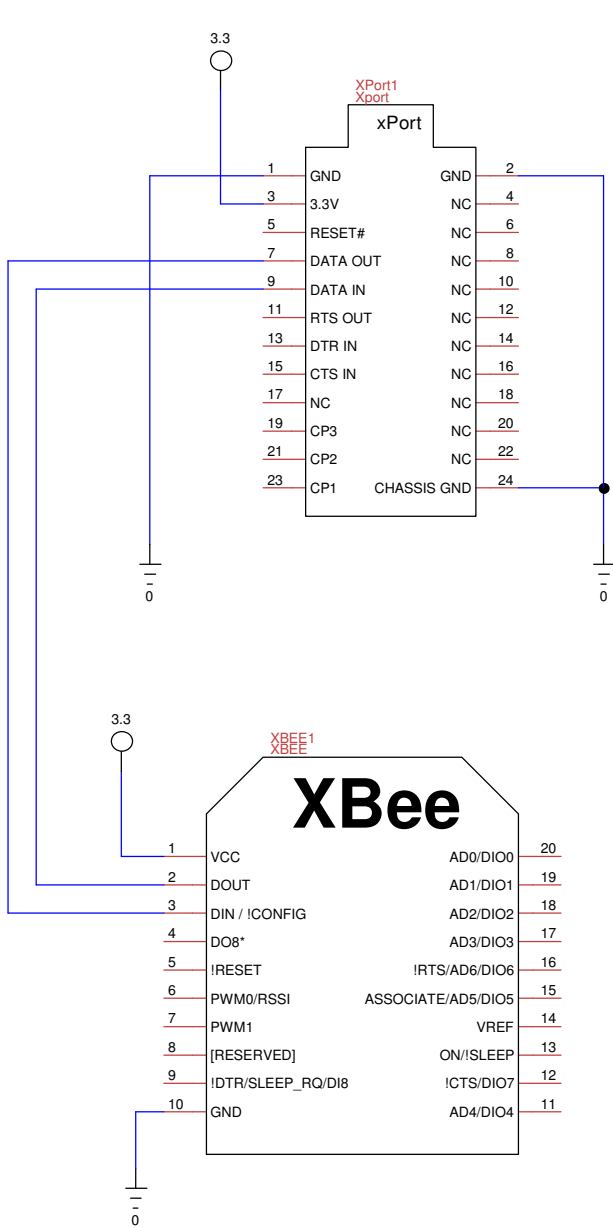 3.3
XPort1
Xport
xPort
1 GND GND 2
3 3.3V NC 4
5 RESET# NC 6
7 DATA OUT NC 8
9 DATA IN NC 10
11 RTS OUT NC 12
13 DTR IN NC 14
15 CTS IN NC 16
17 NC NC 18
19 CP3 NC 20
21 CP2 NC 22
23 CP1 CHASSIS GND 24
0 0
3.3
XBEE1
XBEE
XBee
1 VCC AD0/DIO0 20
2 DOUT AD1/DIO1 19
3 DIN / !CONFIG AD2/DIO2 18
4 DO8* AD3/DIO3 17
5 !RESET !RTS/AD6/DIO6 16
6 PWM0/RSSI ASSOCIATE/AD5/DIO5 15
7 PWM1 VREF 14
8 [RESERVED] ON/!SLEEP 13
9 !DTR/SLEEP_RQ/DI8 !CTS/DIO7 12
10 GND AD4/DIO4 11
0